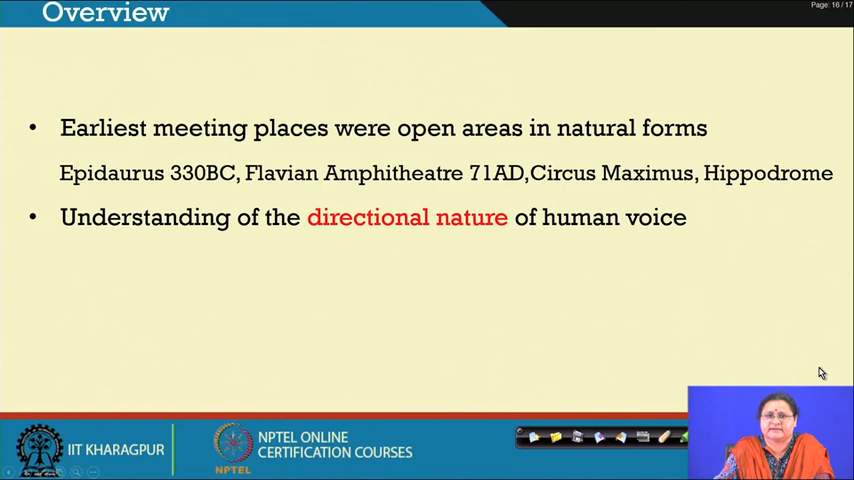 Page: 16 / 17
Overview
• Earliest meeting places were open areas in natural forms
Epidaurus 330BC, Flavian Amphitheatre 71AD,Circus Maximus, Hippodrome
• Understanding of the directional nature of human voice
IIT KHARAGPUR
NPTEL
NPTEL ONLINE
CERTIFICATION COURSES